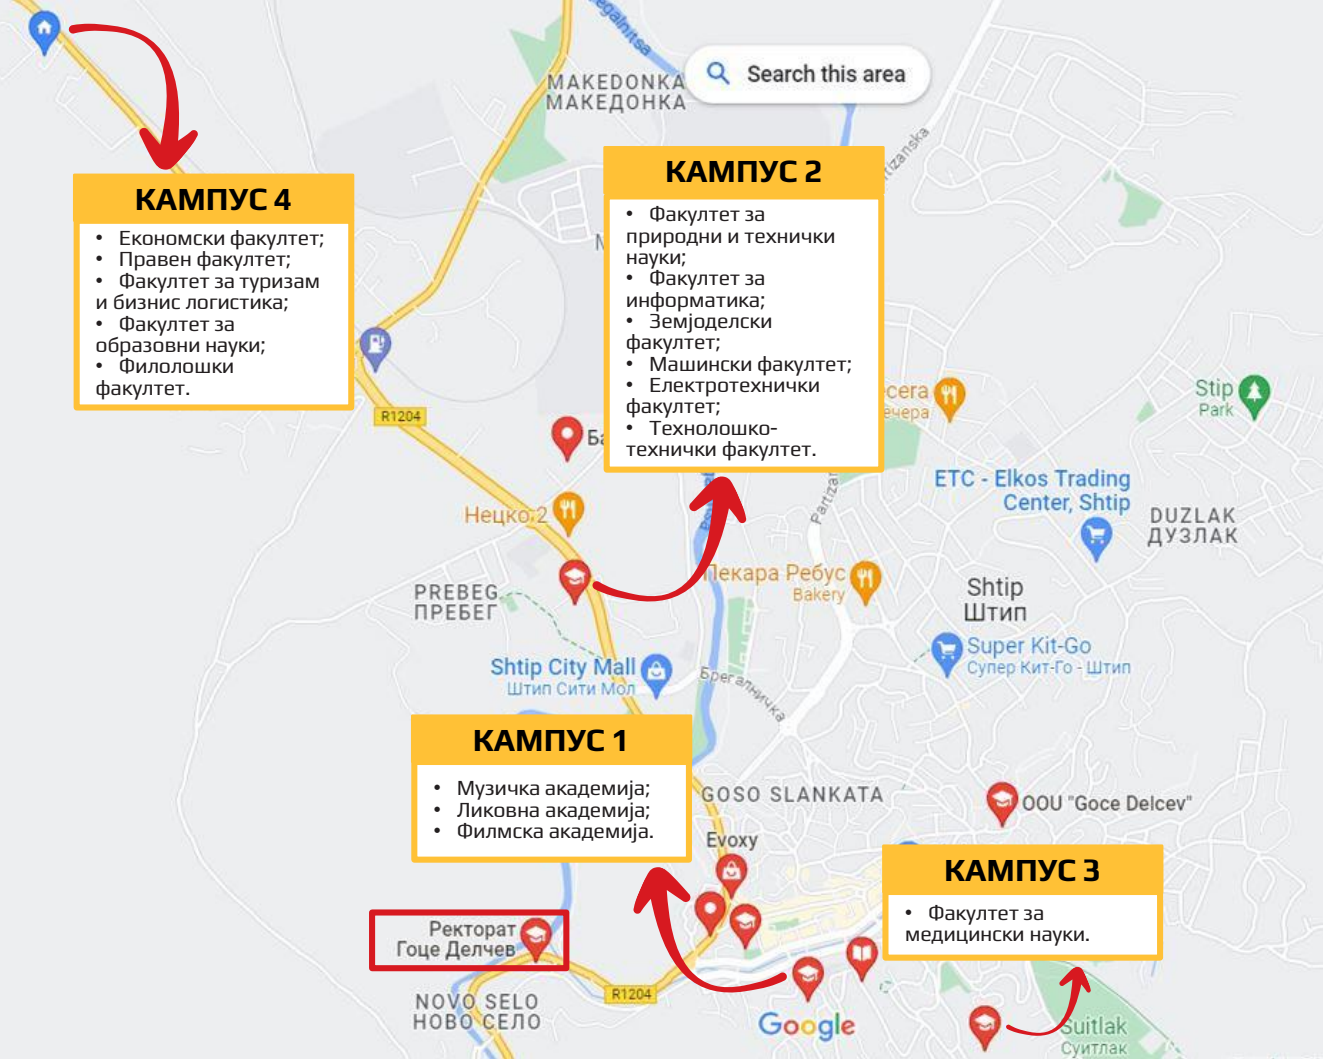 egalnitsa
Search this area
MAKEDONKA
МАКЕДОНКА
КАМПУС 4
• Економски факултет;
• Правен факултет;
• Факултет за туризам
и бизнис логистика;
• Факултет за
образовни науки;
• Филолошки
факултет.
КАМПУС 2
• Факултет за
природни и технички
науки;
• Факултет за
информатика;
• Земјоделски
факултет;
• Машински факултет;
• Електротехнички
факултет;
• Технолошко-
технички факултет.
R1204
Stip
Park
ETC - Elkos Trading
Center, Shtip
DUZLAK
ДУЗЛАК
Нецко 2
PREBEG
ПРЕБЕГ
Пекара Ребус
Bakery
Shtip
Штип
Super Kit-Go
Супер Кит-Го - Штип
Shtip City Mall
Штип Сити Мол
Брегалничка
КАМПУС 1
• Музичка академија;
• Ликовна академија;
• Филмска академија.
GOSO SLANKATA
OOU "Goce Delcev"
Evoxy
КАМПУС 3
• Факултет за
медицински науки.
Ректорат
Гоце Делчев
R1204
NOVO SELO
НОВО СЕЛО
Google
Suitlak
Суитлак